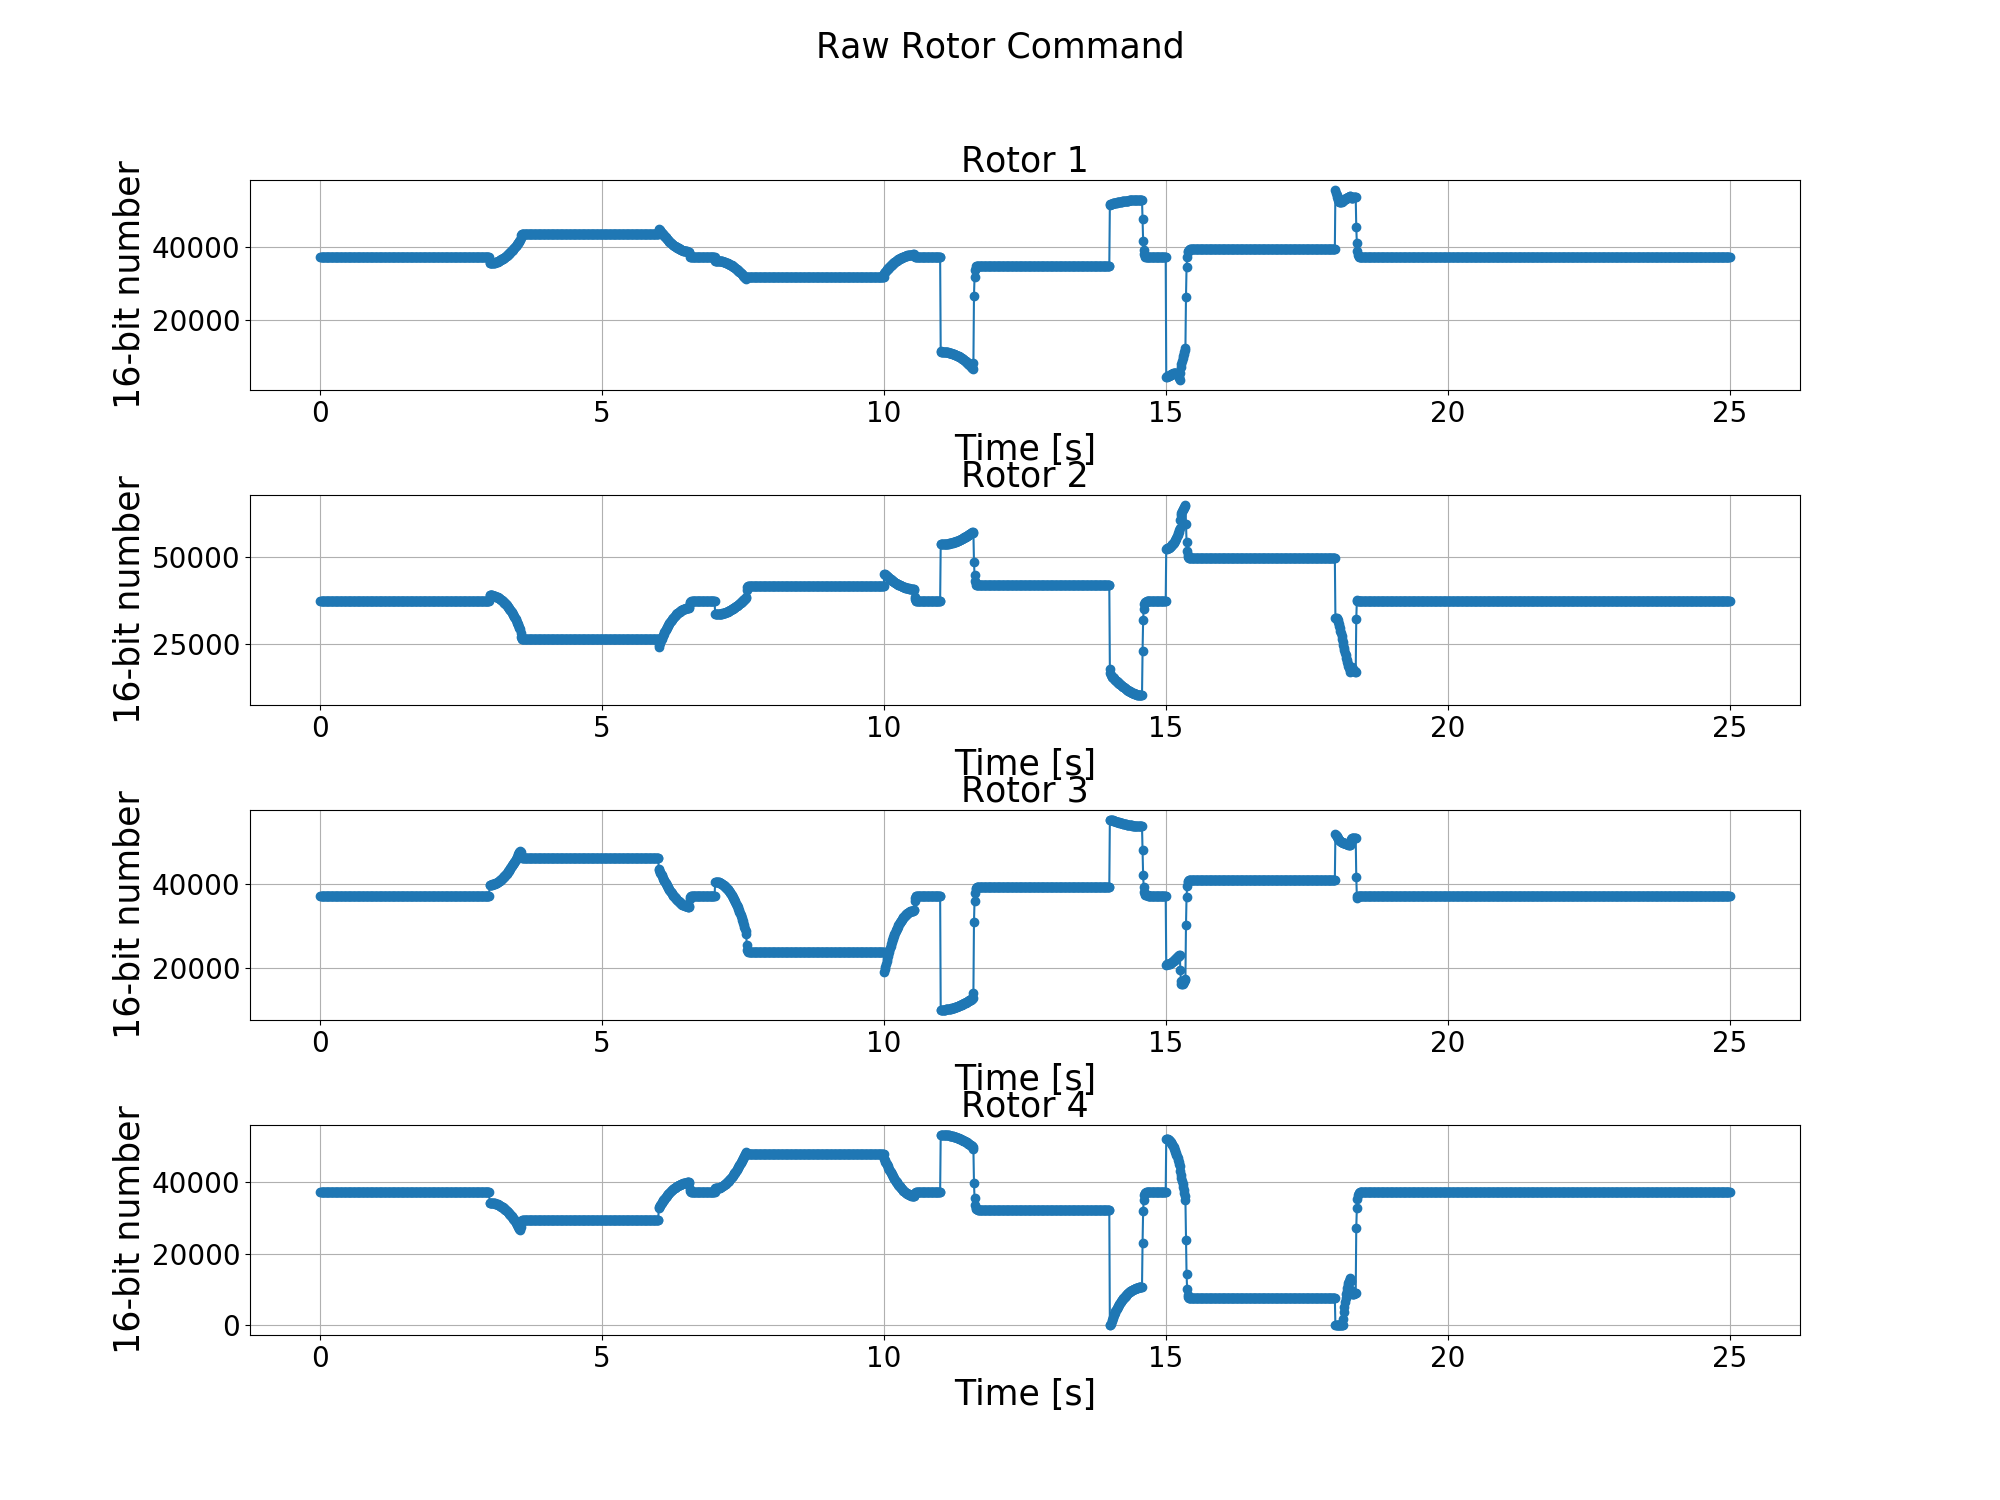 Raw Rotor Command
Rotor 1
16-bit number
40000
20000
0 5 10 15 20 25
Time [s]
Rotor 2
16-bit number
50000
25000
0 5 10 15 20 25
Time [s]
Rotor 3
16-bit number
40000
20000
0 5 10 15 20 25
Time [s]
Rotor 4
16-bit number
40000
20000
0
0 5 10 15 20 25
Time [s]